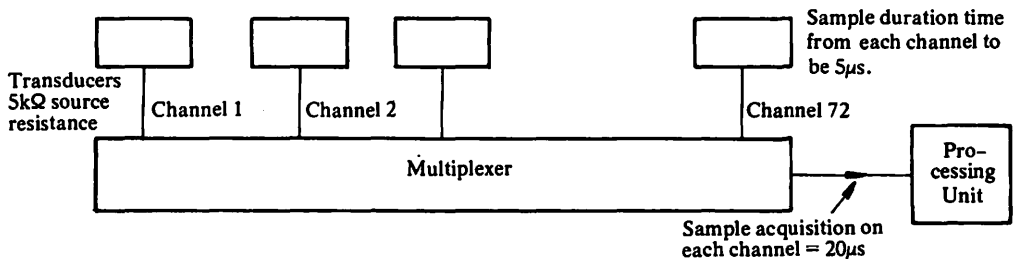 Sample duration time
from each channel to
be 5μs.
Transducers
5kΩ source
resistance
Channel 1
Channel 2
Channel 72
Multiplexer
Pro-
cessing
Unit
Sample acquisition on
each channel = 20μs